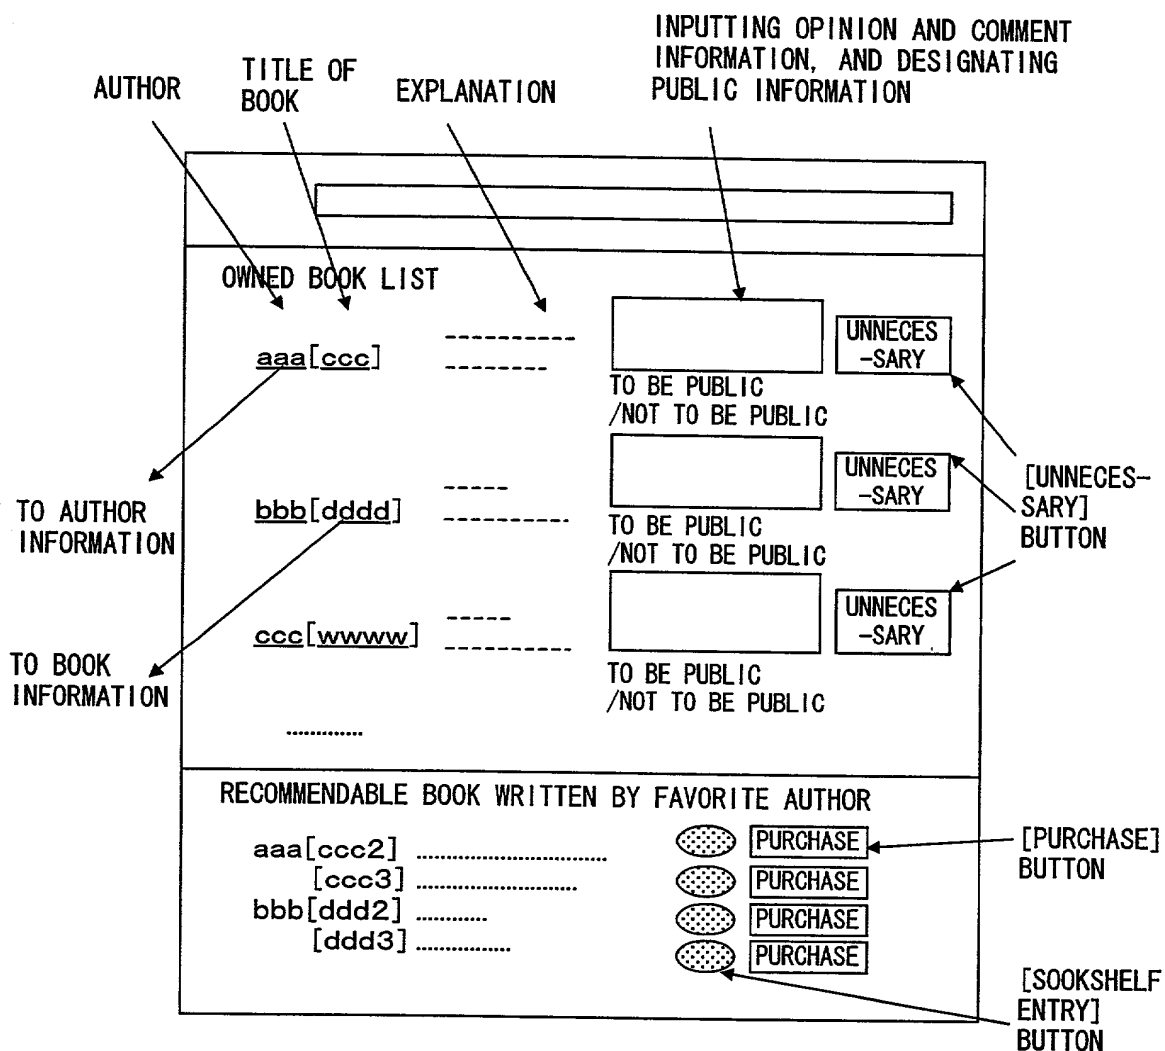 INPUTTING OPINION AND COMMENT
INFORMATION, AND DESIGNATING
PUBLIC INFORMATION
AUTHOR
TITLE OF
BOOK
EXPLANATION
OWNED BOOK LIST
aaa[ccc]
UNNECES
-SARY
TO BE PUBLIC
/NOT TO BE PUBLIC
bbb[dddd]
UNNECES
-SARY
TO BE PUBLIC
/NOT TO BE PUBLIC
ccc[wwww]
UNNECES
-SARY
TO BE PUBLIC
/NOT TO BE PUBLIC
TO AUTHOR
INFORMATION
TO BOOK
INFORMATION
[UNNECES-
SARY]
BUTTON
RECOMMENDABLE BOOK WRITTEN BY FAVORITE AUTHOR
aaa[ccc2] PURCHASE
[ccc3] PURCHASE
bbb[ddd2] PURCHASE
[ddd3] PURCHASE
[PURCHASE]
BUTTON
[SOOKSHELF
ENTRY]
BUTTON